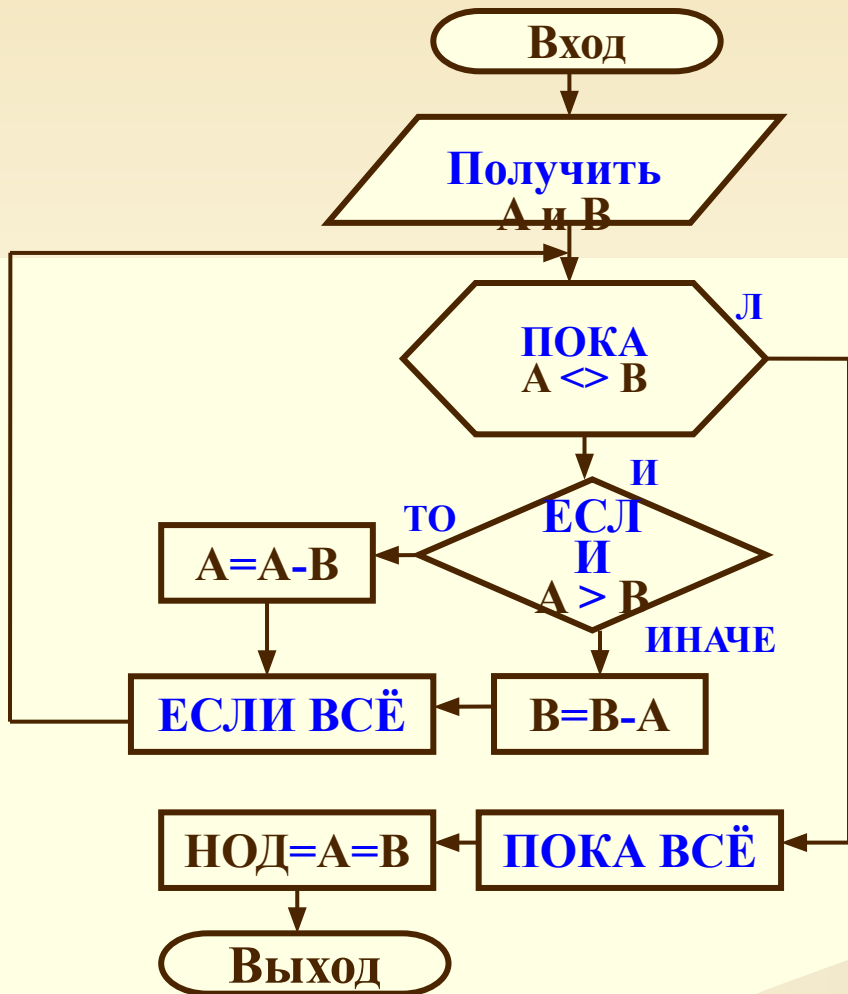 Вход
Получить
А и В
Л
ПОКА
А <> В
И
ТО
ЕСЛ
И
А > В
А=А-В
ИНАЧЕ
ЕСЛИ ВСЁ
В=В-А
НОД=А=В
ПОКА ВСЁ
Выход